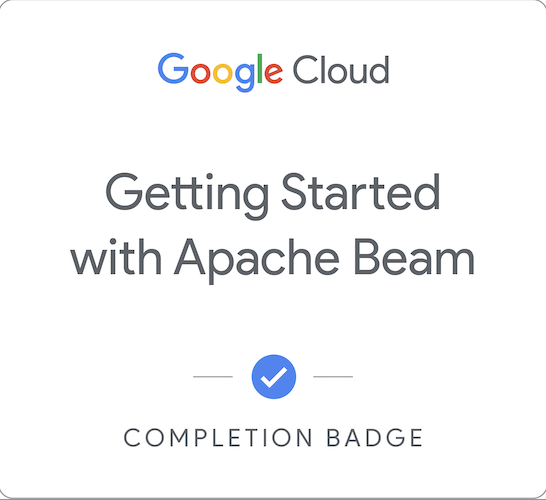 Google Cloud
Getting Started
with Apache Beam
COMPLETION BADGE